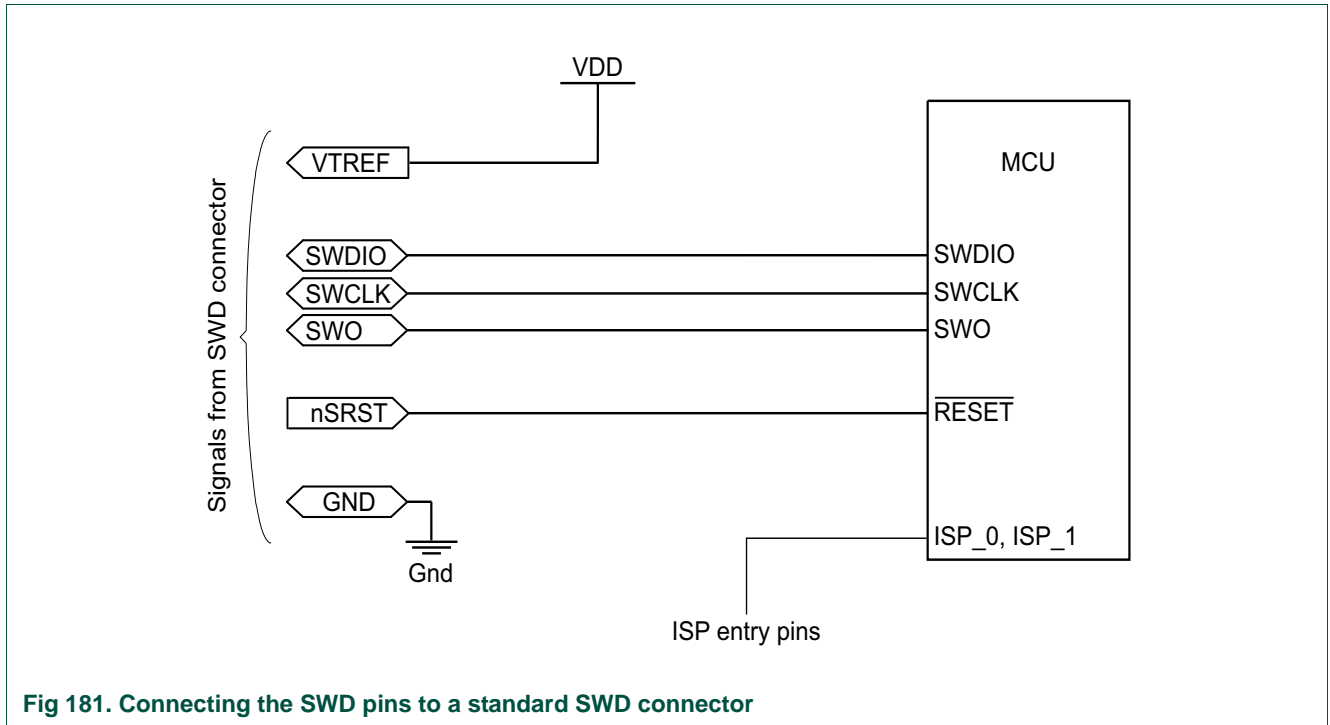 VDD
VTREF
MCU
Signals from SWD connector
SWDIO
SWDIO
SWCLK
SWCLK
SWO
SWO
nSRST
RESET
GND
ISP_0, ISP_1
Gnd
ISP entry pins
Fig 181. Connecting the SWD pins to a standard SWD connector